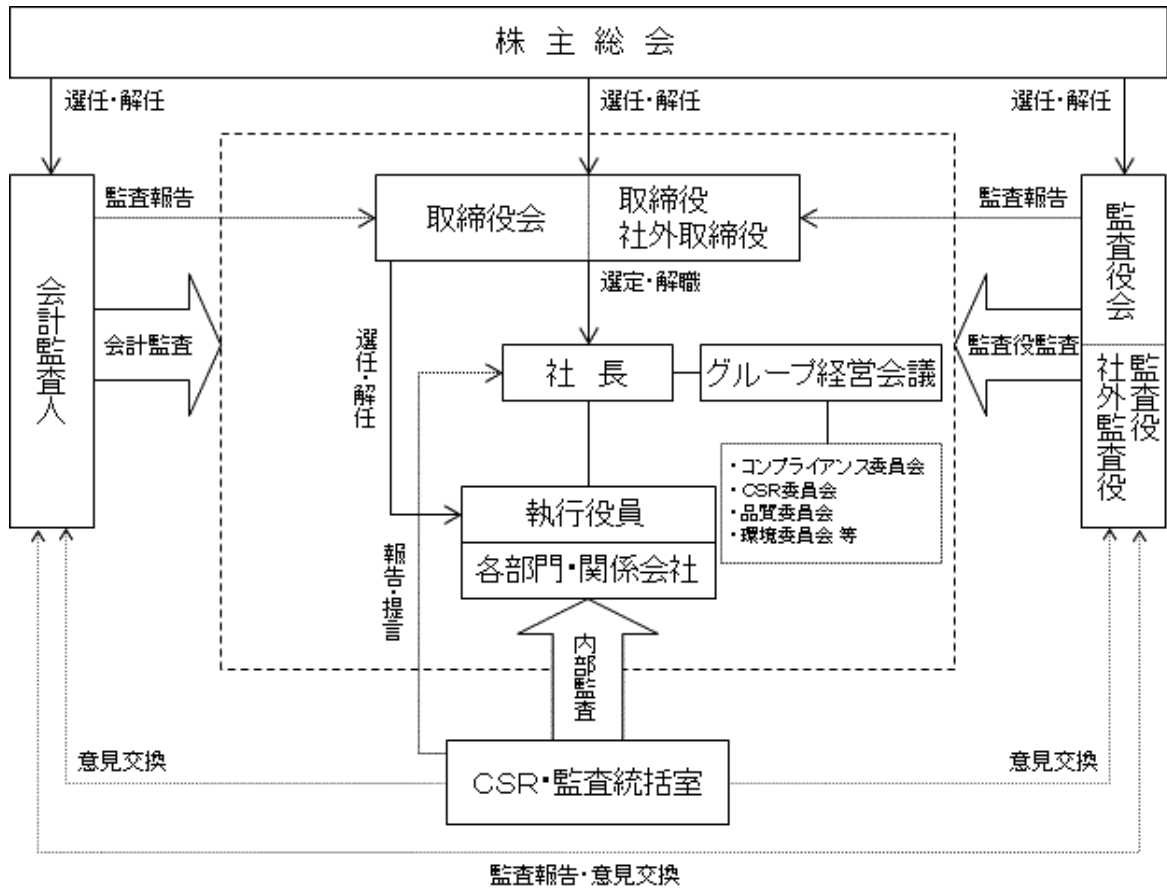 株主総会
選任・解任
選任・解任
選任・解任
監査報告
取締役会
取締役
社外取締役
監査報告
会計監査人
会計監査
選任・解任
選定・解職
監査役監査
監査役会
監査役
社外監査役
社長
グループ経営会議
・コンプライアンス委員会
・CSR委員会
・品質委員会
・環境委員会 等
執行役員
各部門・関係会社
報告・提言
内部監査
意見交換
CSR・監査統括室
意見交換
監査報告・意見交換